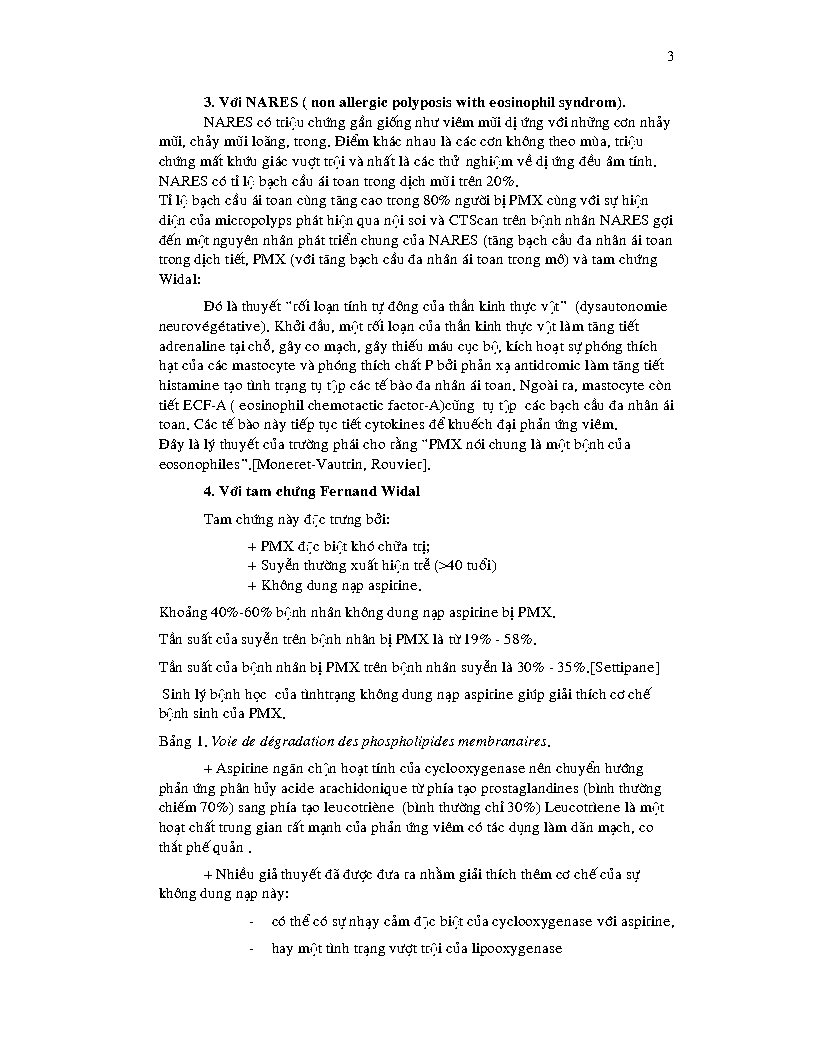 3
3. Với NARES ( non allergic polyposis with eosinophil syndrom).
NARES có triệu chứng gần giống như viêm mũi dị ứng với những cơn nhảy
mũi, chảy mũi loãng, trong. Điểm khác nhau là các cơn không theo mùa, triệu
chứng mất khứu giác vượt trội và nhất là các thử nghiệm về dị ứng đều âm tính.
NARES có tỉ lệ bạch cầu ái toan trong dịch mũi trên 20%.
Tỉ lệ bạch cầu ái toan cùng tăng cao trong 80% người bị PMX cùng với sự hiện
diện của micropolyps phát hiện qua nội soi và CTScan trên bệnh nhân NARES gợi
đến một nguyên nhân phát triển chung của NARES (tăng bạch cầu đa nhân ái toan
trong dịch tiết, PMX (với tăng bạch cầu đa nhân ái toan trong mô) và tam chứng
Widal:
Đó là thuyết "rối loạn tính tự động của thần kinh thực vật" (dysautonomie
neurovégétative). Khởi đầu, một rối loạn của thần kinh thực vật làm tăng tiết
adrenaline tại chỗ, gây co mạch, gây thiếu máu cục bộ, kích hoạt sự phóng thích
hạt của các mastocyte và phóng thích chất P bởi phản xạ antidromic làm tăng tiết
histamine tạo tình trạng tụ tập các tế bào đa nhân ái toan. Ngoài ra, mastocyte còn
tiết ECF-A ( eosinophil chemotactic factor-A)cũng tụ tập các bạch cầu đa nhân ái
toan. Các tế bào này tiếp tục tiết cytokines để khuếch đại phản ứng viêm.
Đây là lý thuyết của trường phái cho rằng "PMX nói chung là một bệnh của
eosonophiles".[Moneret-Vautrin, Rouvier].
4. Với tam chứng Fernand Widal
Tam chứng này đặc trưng bởi:
+ PMX đặc biệt khó chữa trị;
+ Suyễn thường xuất hiện trễ (>40 tuổi)
+ Không dung nạp aspirine.
Khoảng 40%-60% bệnh nhân không dung nạp aspirine bị PMX.
Tần suất của suyễn trên bệnh nhân bị PMX là từ 19% - 58%.
Tần suất của bệnh nhân bị PMX trên bệnh nhân suyễn là 30% - 35%.[Settipane]
Sinh lý bệnh học của tìnhtrạng không dung nạp aspirine giúp giải thích cơ chế
bệnh sinh của PMX.
Bảng 1. Voie de dégradation des phospholipides membranaires.
+ Aspirine ngăn chận hoạt tính của cyclooxygenase nên chuyển hướng
phản ứng phân hủy acide arachidonique từ phía tạo prostaglandines (bình thường
chiếm 70%) sang phía tạo leucotriène (bình thường chỉ 30%) Leucotriene là một
hoạt chất trung gian rất mạnh của phản ứng viêm có tác dụng làm dãn mạch, co
thắt phế quản .
+ Nhiều giả thuyết đã được đưa ra nhằm giải thích thêm cơ chế của sự
không dung nạp này:
- có thể có sự nhạy cảm đặc biệt của cyclooxygenase với aspirine,
- hay một tình trạng vượt trội của lipooxygenase